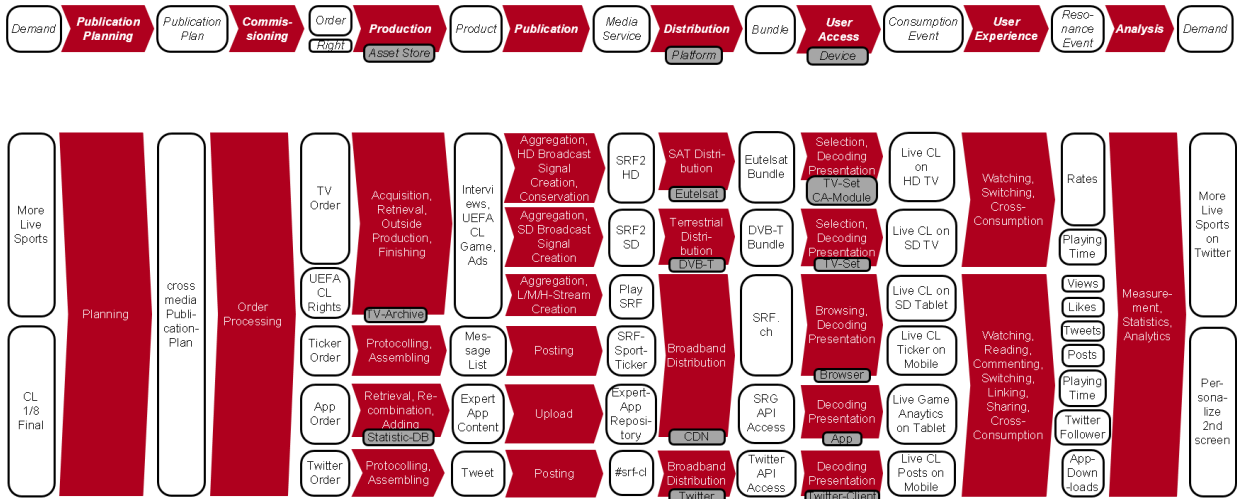 Demand
Publication
Planning
Publication
Plan
Commis-
sioning
Order
Right
Production
Asset Store
Product
Publication
Media
Service
Distribution
Platform
Bundle
User
Access
Device
Consumption
Event
User
Experience
Reso-
nance
Event
Analysis
Demand
More
Live
Sports
CL
1/8
Final
Planning
cross
media
Publi-
cation-
Plan
Order
Processing
TV
Order
UEFA
CL
Rights
Ticker
Order
App
Order
Twitter
Order
Acquisition,
Retrieval,
Outside
Production,
Finishing
TV-Archive
Protocolling,
Assembling
Retrieval, Re-
combination,
Adding
Statistic-DB
Protocolling,
Assembling
Intervi
ews,
UEFA
CL
Game,
Ads
Mes-
sage
List
Expert
App
Content
Tweet
Aggregation,
HD Broadcast
Signal
Creation,
Conservation
Aggregation,
SD Broadcast
Signal
Creation
Aggregation,
L/M/H-Stream
Creation
Posting
Upload
Posting
SRF2
HD
SRF2
SD
Play
SRF
SRF-
Sport-
Ticker
Expert-
App
Reposi-
tory
#srf-cl
SAT Distri-
bution
Eutelsat
Terrestrial
Distri-
bution
DVB-T
Broadband
Distribution
CDN
Broadband
Distribution
Twitter
Eutelsat
Bundle
DVB-T
Bundle
SRF.
ch
SRG
API
Access
Twitter
API
Access
Selection,
Decoding
Presentation
TV-Set
CA-Module
Selection,
Decoding
Presentation
TV-Set
Browsing,
Decoding
Presentation
Browser
Decoding
Presentation
App
Decoding
Presentation
Twitter-Client
Live CL
on
HD TV
Live CL on
SD TV
Live CL on
SD Tablet
Live CL
Ticker on
Mobile
Live Game
Anaytics
on Tablet
Live CL
Posts on
Mobile
Watching,
Switching,
Cross-
Consumption
Watching,
Reading,
Commenting,
Switching,
Linking,
Sharing,
Cross-
Consumption
Rates
Playing
Time
Views
Likes
Tweets
Posts
Playing
Time
Twitter
Follower
App-
Down
-loads
Measure-
ment,
Statistics,
Analytics
More
Live
Sports
on
Twitter
Per-
sona-
lize
2nd
screen